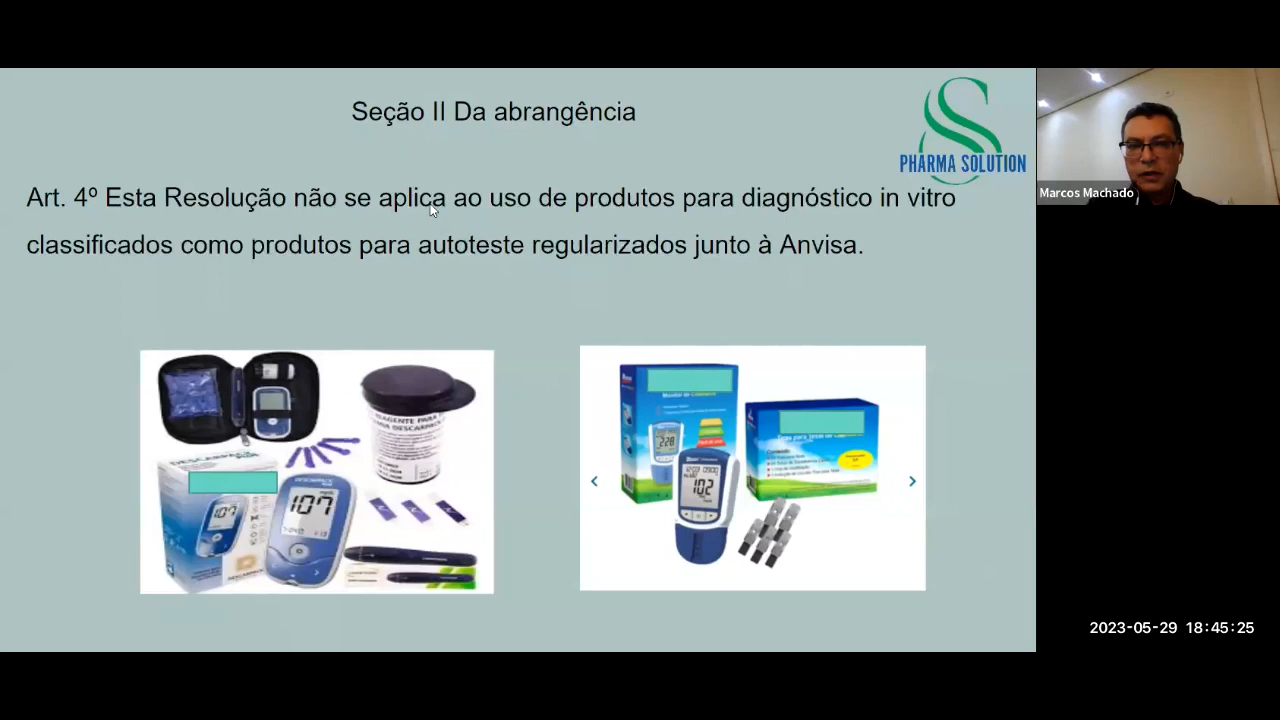 Seção II Da abrangência
PHARMA SOLUTION
Marcos Machado
Art. 4º Esta Resolução não se aplica ao uso de produtos para diagnóstico in vitro
classificados como produtos para autoteste regularizados junto à Anvisa.
107
107
228
102
2023-05-29 18:45:25